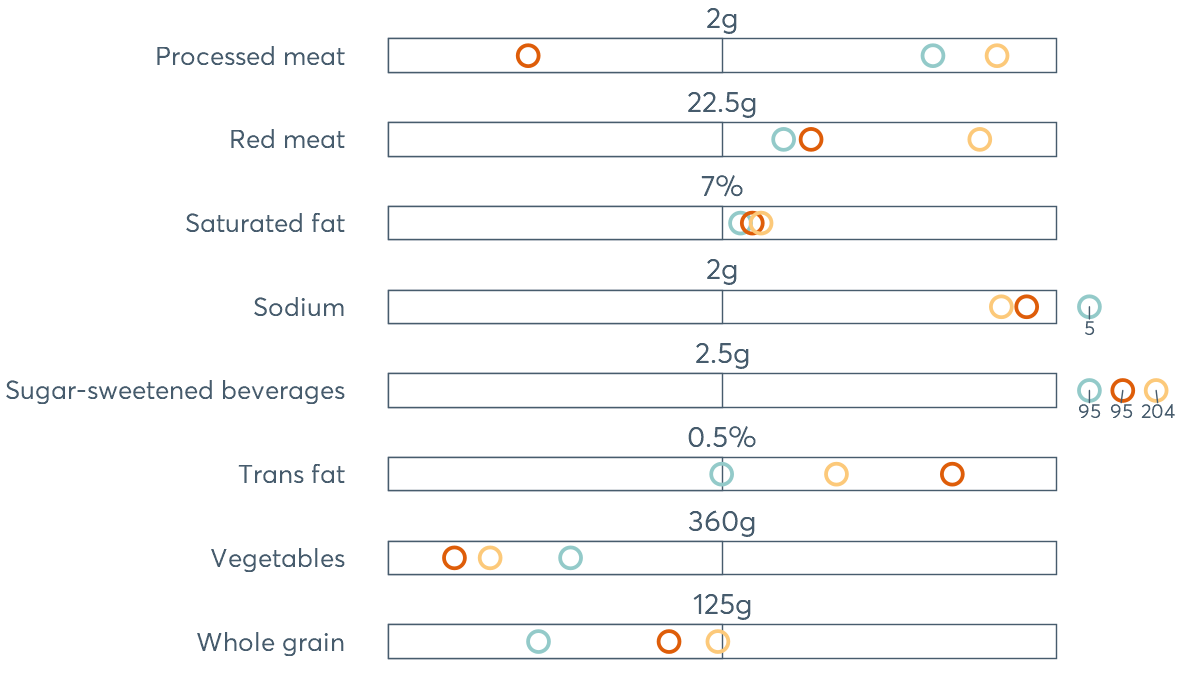 2g
Processed meat
22.5g
Red meat
7%
Saturated fat
2g
Sodium
5
2.5g
Sugar-sweetened beverages
95 95 204
0.5%
Trans fat
360g
Vegetables
125g
Whole grain